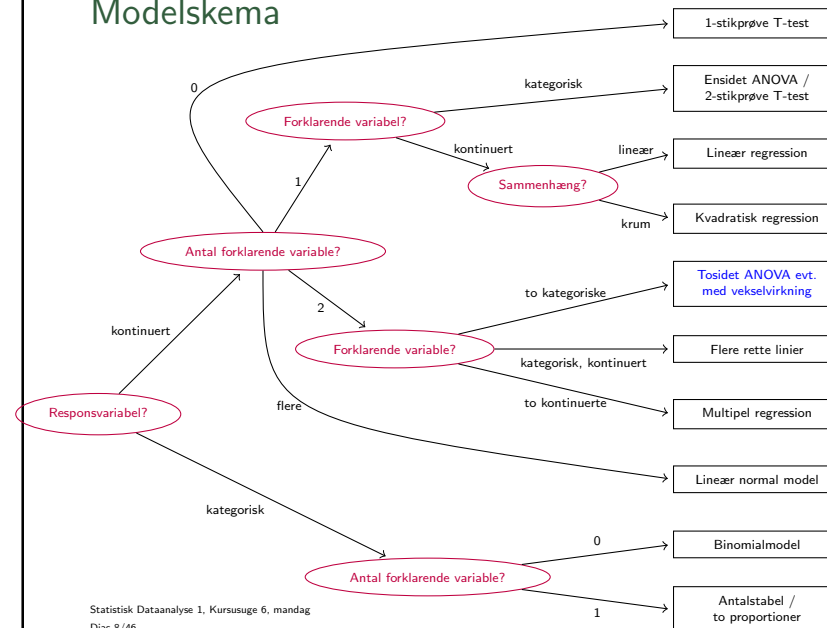 Modelskema
1-stikprøve T-test
0
kategorisk
Ensidet ANOVA /
2-stikprøve T-test
Forklarende variabel?
kontinuert
lineær
Lineær regression
1
Sammenhæng?
krum
Kvadratisk regression
Antal forklarende variable?
Tosidet ANOVA evt.
med vekselvirkning
to kategoriske
2
kontinuert
Forklarende variable?
kategorisk, kontinuert
Flere rette linier
to kontinuerte
flere
Responsvariabel?
Multipel regression
Lineær normal model
kategorisk
0
Binomialmodel
Antal forklarende variable?
1
Antalstabel /
to proportioner
Statistisk Dataanalyse 1, Kursusuge 6, mandag
Dias 8/46